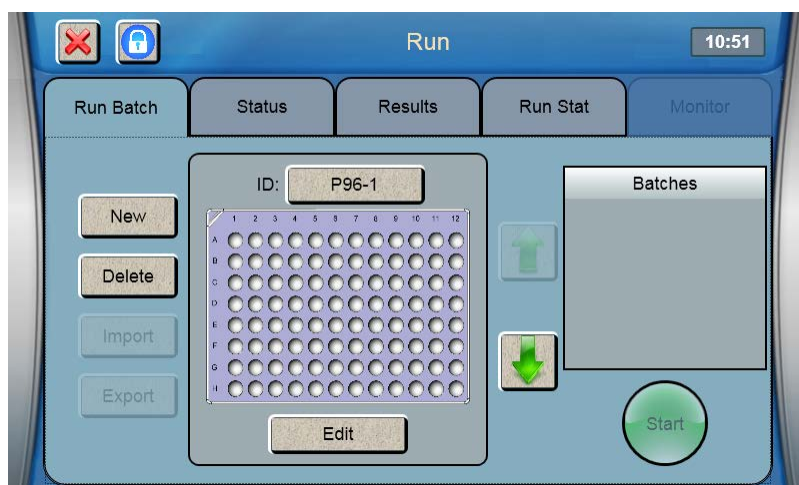 Run
10:51
Run Batch
Status
Results
Run Stat
Monitor
ID: P96-1
Batches
New
Delete
Import
Export
1 2 3 4 5 6 7 8 9 10 11 12
A
B
C
D
E
F
G
H
Edit
Start